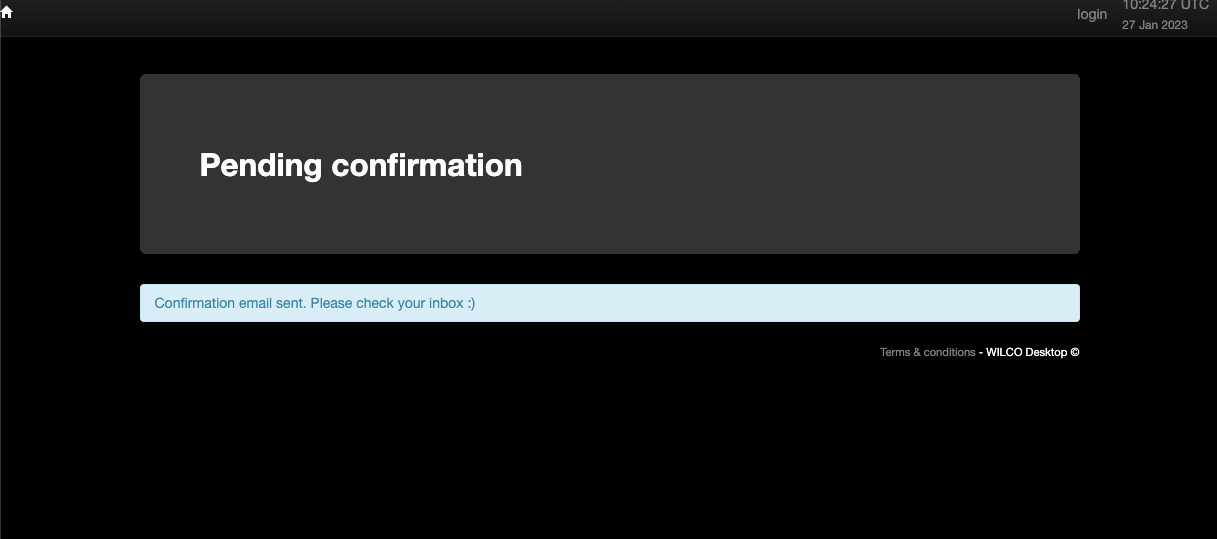 login
10:24:27 UTC
27 Jan 2023
Pending confirmation
Confirmation email sent. Please check your inbox :)
Terms & conditions - WILCO Desktop ©